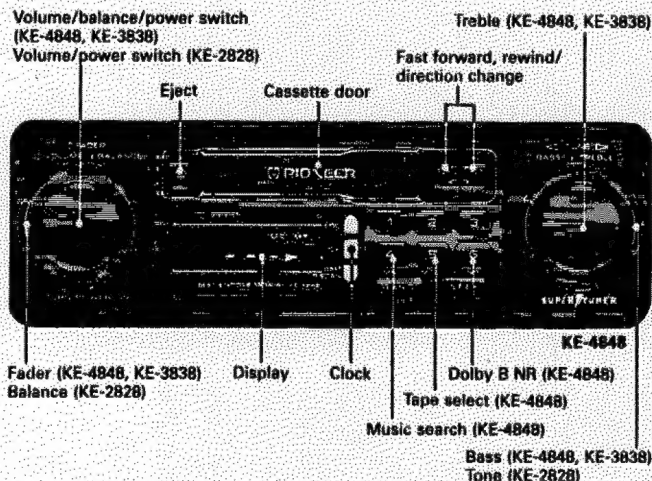 Volume/balance/power switch
(KE-4848, KE-3838)
Volume/power switch (KE-2828)
Treble (KE-4848, KE-3838)
Fast forward, rewind/
direction change
Eject
Cassette door
PIONEER
SUPERTUNER
KE-4848
Fader (KE-4848, KE-3838)
Balance (KE-2828)
Display
Clock
Dolby B NR (KE-4848)
Tape select (KE-4848)
Music search (KE-4848)
Bass (KE-4848, KE-3838)
Tone (KE-2828)